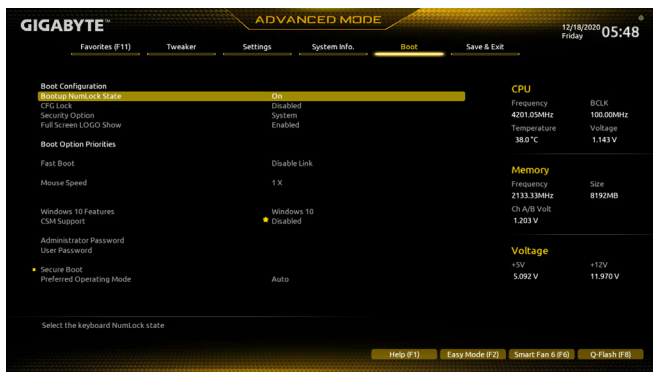 GIGABYTE™
ADVANCED MODE
12/18/2020 Friday 05:48
Favorites (F11) Tweaker Settings System Info. Boot Save & Exit
Boot Configuration
Bootup NumLock State On
CFG Lock Disabled
Security Option System
Full Screen LOGO Show Enabled
Boot Option Priorities
Fast Boot Disable Link
Mouse Speed 1 X
Windows 10 Features Windows 10
CSM Support Disabled
Administrator Password
User Password
Secure Boot
Preferred Operating Mode Auto
Select the keyboard NumLock state
CPU
Frequency BCLK
4201.05MHz 100.00MHz
Temperature Voltage
38.0 °C 1.143 V
Memory
Frequency Size
2133.33MHz 8192MB
Ch A/B Volt
1.203 V
Voltage
+5V +12V
5.092 V 11.970 V
Help (F1) Easy Mode (F2) Smart Fan 6 (F6) Q-Flash (F8)